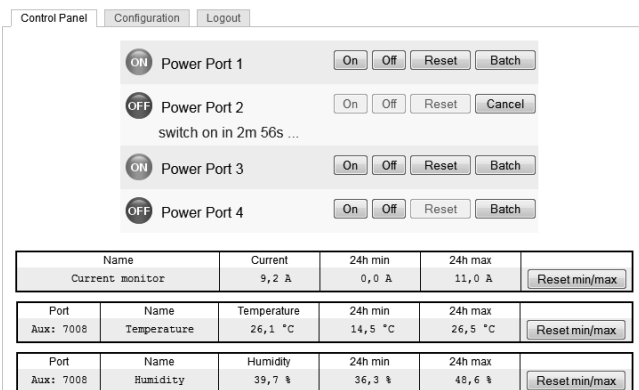 Control Panel Configuration Logout
ON Power Port 1 On Off Reset Batch
OFF Power Port 2 On Off Reset Cancel
switch on in 2m 56s ...
ON Power Port 3 On Off Reset Batch
OFF Power Port 4 On Off Reset Batch
Name Current 24h min 24h max
Current monitor 9,2 A 0,0 A 11,0 A Reset min/max
Port Name Temperature 24h min 24h max
Aux: 7008 Temperature 26,1 °C 14,5 °C 26,5 °C Reset min/max
Port Name Humidity 24h min 24h max
Aux: 7008 Humidity 39,7 % 36,3 % 48,6 % Reset min/max